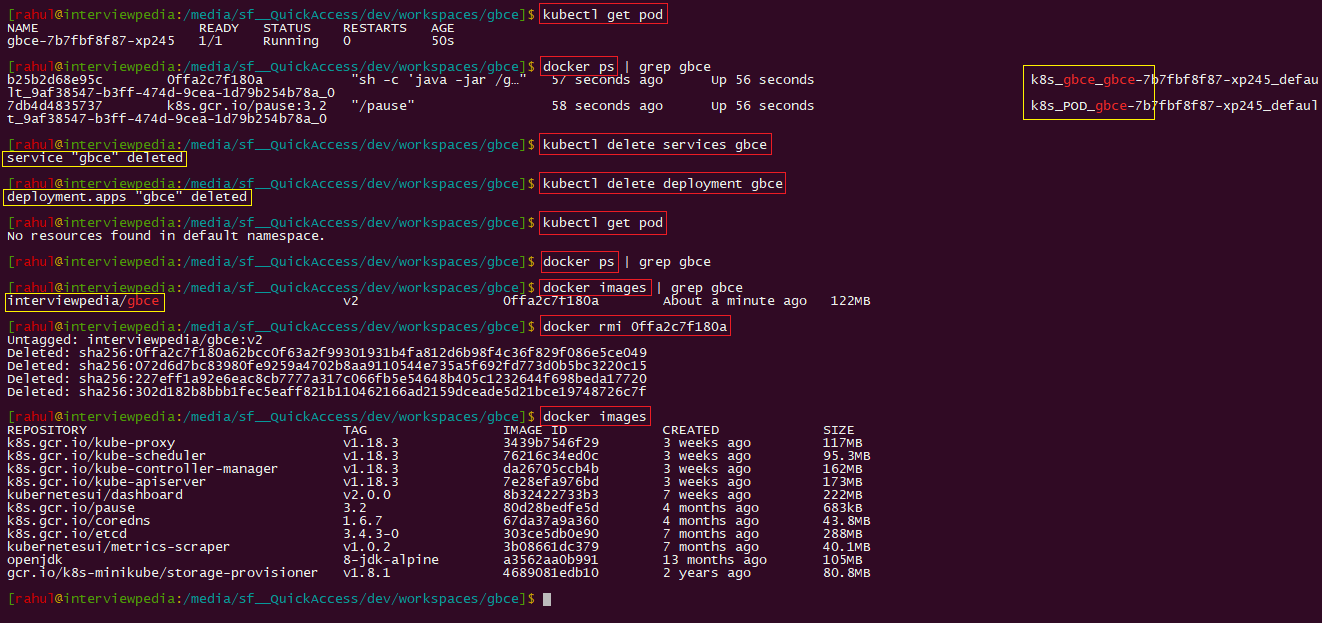 [rahul@interviewpedia:/media/sf__QuickAccess/dev/workspaces/gbce]$ kubectl get pod
NAME READY STATUS RESTARTS AGE
gbce-7b7fbf8f87-xp245 1/1 Running 0 50s
[rahul@interviewpedia:/media/sf__QuickAccess/dev/workspaces/gbce]$ docker ps | grep gbce
b25b2d68e95c 0ffa2c7f180a "sh -c 'java -jar /g…" 57 seconds ago Up 56 seconds k8s_gbce_gbce-7b7fbf8f87-xp245_defau
lt_9af38547-b3ff-474d-9cea-1d79b254b78a_0
7db4d4835737 k8s.gcr.io/pause:3.2 "/pause" 58 seconds ago Up 56 seconds k8s_POD_gbce-7b7fbf8f87-xp245_defaul
t_9af38547-b3ff-474d-9cea-1d79b254b78a_0
[rahul@interviewpedia:/media/sf__QuickAccess/dev/workspaces/gbce]$ kubectl delete services gbce
service "gbce" deleted
[rahul@interviewpedia:/media/sf__QuickAccess/dev/workspaces/gbce]$ kubectl delete deployment gbce
deployment.apps "gbce" deleted
[rahul@interviewpedia:/media/sf__QuickAccess/dev/workspaces/gbce]$ kubectl get pod
No resources found in default namespace.
[rahul@interviewpedia:/media/sf__QuickAccess/dev/workspaces/gbce]$ docker ps | grep gbce
[rahul@interviewpedia:/media/sf__QuickAccess/dev/workspaces/gbce]$ docker images | grep gbce
interviewpedia/gbce v2 0ffa2c7f180a About a minute ago 122MB
[rahul@interviewpedia:/media/sf__QuickAccess/dev/workspaces/gbce]$ docker rmi 0ffa2c7f180a
Untagged: interviewpedia/gbce:v2
Deleted: sha256:0ffa2c7f180a62bcc0f63a2f99301931b4fa812d6b98f4c36f829f086e5ce049
Deleted: sha256:072d6d7bc83980fe9259a4702b8aa9110544e735a5f692fd773d0b5bc3220c15
Deleted: sha256:227eff1a92e6eac8cb7777a317c066fb5e54648b405c1232644f698beda17720
Deleted: sha256:302d182b8bbb1fec5eaff821b110462166ad2159dceade5d21bce19748726c7f
[rahul@interviewpedia:/media/sf__QuickAccess/dev/workspaces/gbce]$ docker images
REPOSITORY TAG IMAGE ID CREATED SIZE
k8s.gcr.io/kube-proxy v1.18.3 3439b7546f29 3 weeks ago 117MB
k8s.gcr.io/kube-scheduler v1.18.3 76216c34ed0c 3 weeks ago 95.3MB
k8s.gcr.io/kube-controller-manager v1.18.3 da26705ccb4b 3 weeks ago 162MB
k8s.gcr.io/kube-apiserver v1.18.3 7e28efa976bd 3 weeks ago 173MB
kubernetesui/dashboard v2.0.0 8b32422733b3 7 weeks ago 222MB
k8s.gcr.io/pause 3.2 80d28bedfe5d 4 months ago 683kB
k8s.gcr.io/coredns 1.6.7 67da37a9a360 4 months ago 43.8MB
k8s.gcr.io/etcd 3.4.3-0 303ce5db0e90 7 months ago 288MB
kubernetesui/metrics-scraper v1.0.2 3b08661dc379 7 months ago 40.1MB
openjdk 8-jdk-alpine a3562aa0b991 13 months ago 105MB
gcr.io/k8s-minikube/storage-provisioner v1.8.1 4689081edb10 2 years ago 80.8MB
[rahul@interviewpedia:/media/sf__QuickAccess/dev/workspaces/gbce]$